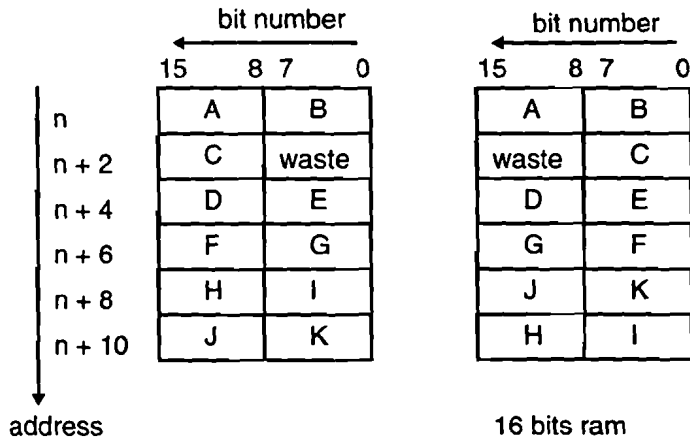 bit number bit number
15 8 7 0 15 8 7 0
n A B A B
n + 2 C waste waste C
n + 4 D E D E
n + 6 F G G F
n + 8 H I J K
n + 10 J K H I
address 16 bits ram